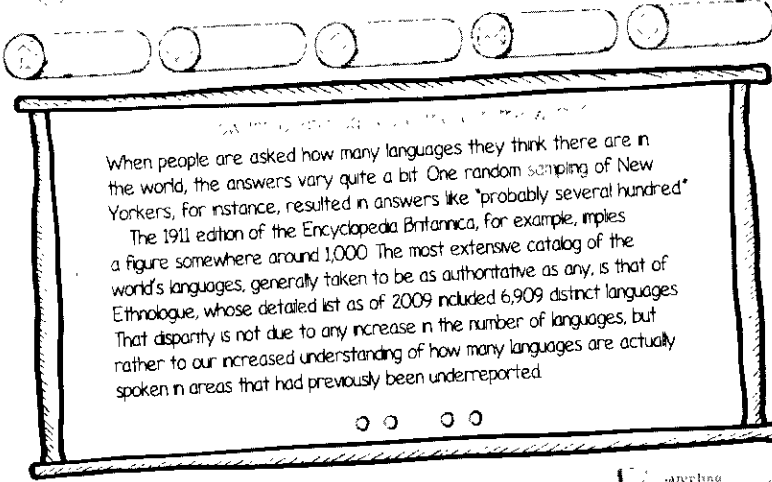 When people are asked how many languages they think there are in
the world, the answers vary quite a bit One random sampling of New
Yorkers, for instance, resulted in answers like "probably several hundred"
The 1911 edition of the Encyclopedia Britannica, for example, implies
a figure somewhere around 1,000 The most extensive catalog of the
world's languages, generally taken to be as authoritative as any, is that of
Ethnologue, whose detailed list as of 2009 included 6,909 distinct languages
That disparity is not due to any increase in the number of languages, but
rather to our increased understanding of how many languages are actually
spoken in areas that had previously been underreported